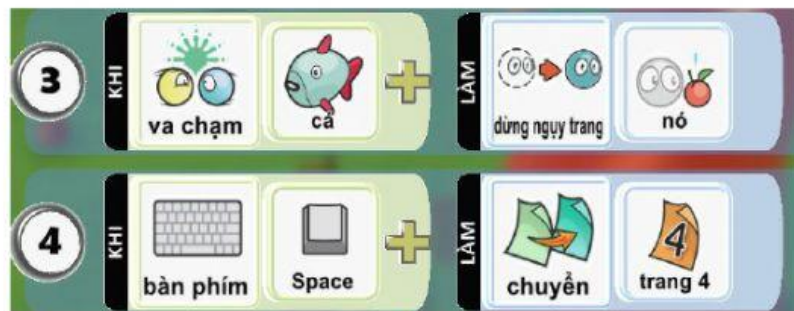 3 KHI va chạm cá LÀM dừng ngụy trang nó
4 KHI bàn phím Space LÀM chuyển 4 trang 4